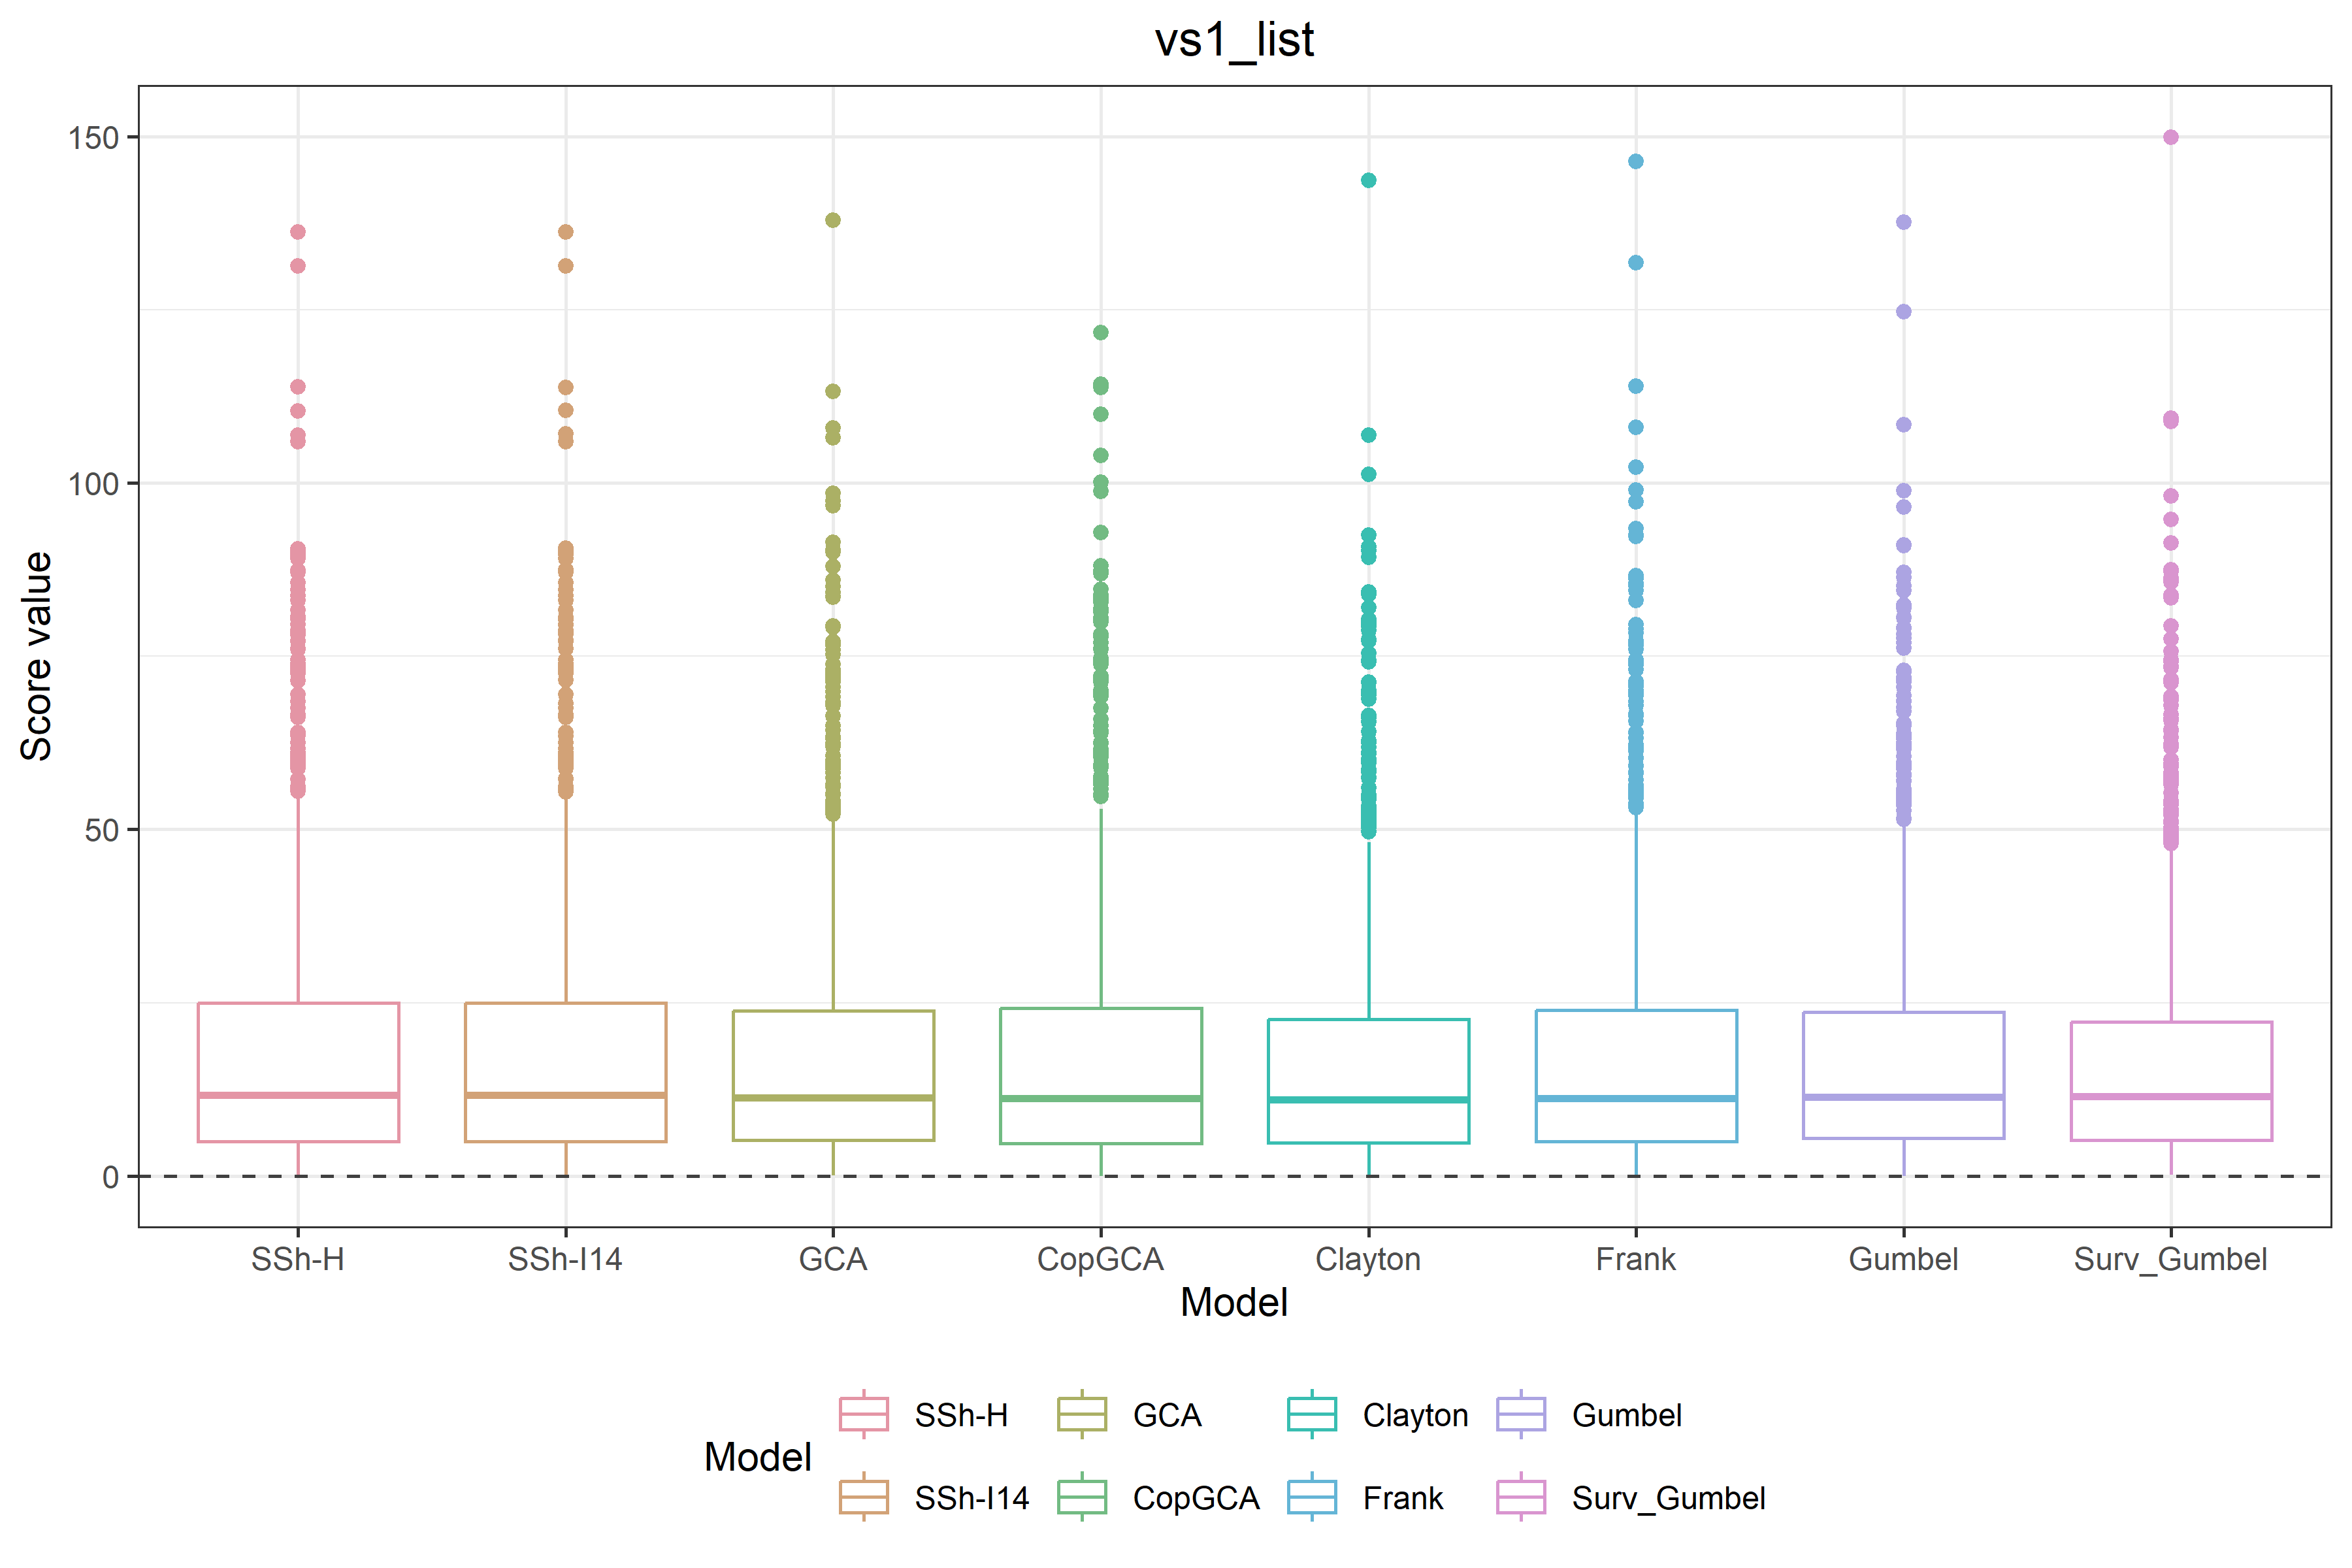 vs1_list
150
100
50
0
Score value
SSh-H SSh-I14 GCA CopGCA Clayton Frank Gumbel Surv_Gumbel
Model
Model
SSh-H GCA Clayton Gumbel
SSh-I14 CopGCA Frank Surv_Gumbel